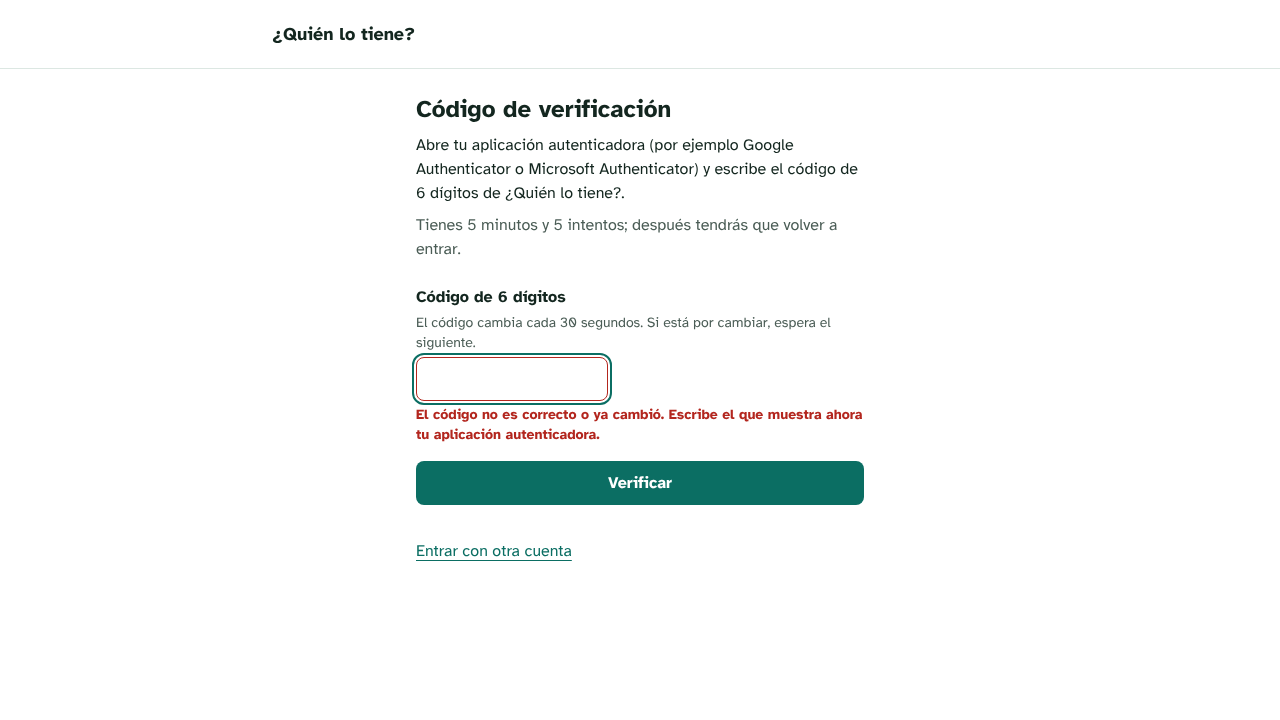 ¿Quién lo tiene?
Código de verificación
Abre tu aplicación autenticadora (por ejemplo Google
Authenticator o Microsoft Authenticator) y escribe el código de
6 dígitos de ¿Quién lo tiene?.
Tienes 5 minutos y 5 intentos; después tendrás que volver a
entrar.
Código de 6 dígitos
El código cambia cada 30 segundos. Si está por cambiar, espera el
siguiente.
El código no es correcto o ya cambió. Escribe el que muestra ahora
tu aplicación autenticadora.
Verificar
Entrar con otra cuenta